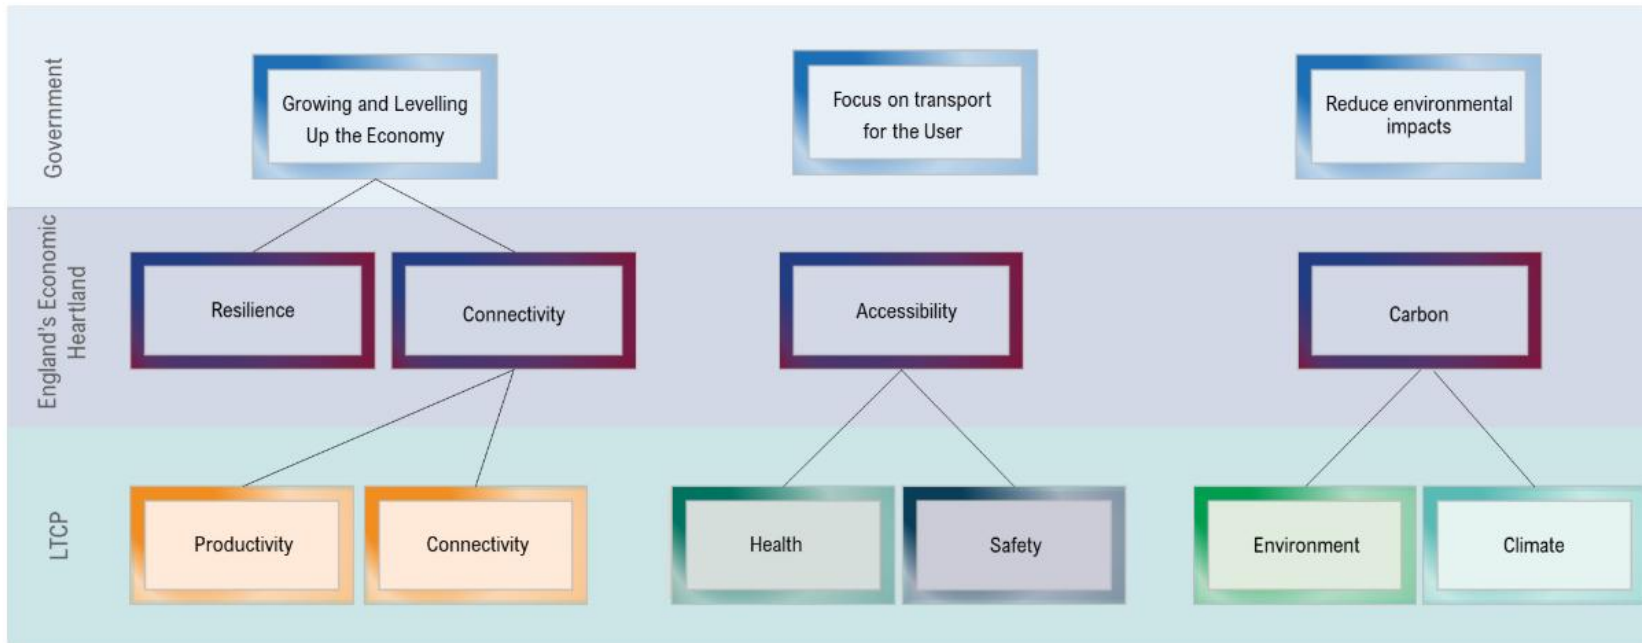 Government
Growing and Levelling
Up the Economy
Focus on transport
for the User
Reduce environmental
impacts
England's Economic
Heartland
Resilience
Connectivity
Accessibility
Carbon
LTCP
Productivity
Connectivity
Health
Safety
Environment
Climate